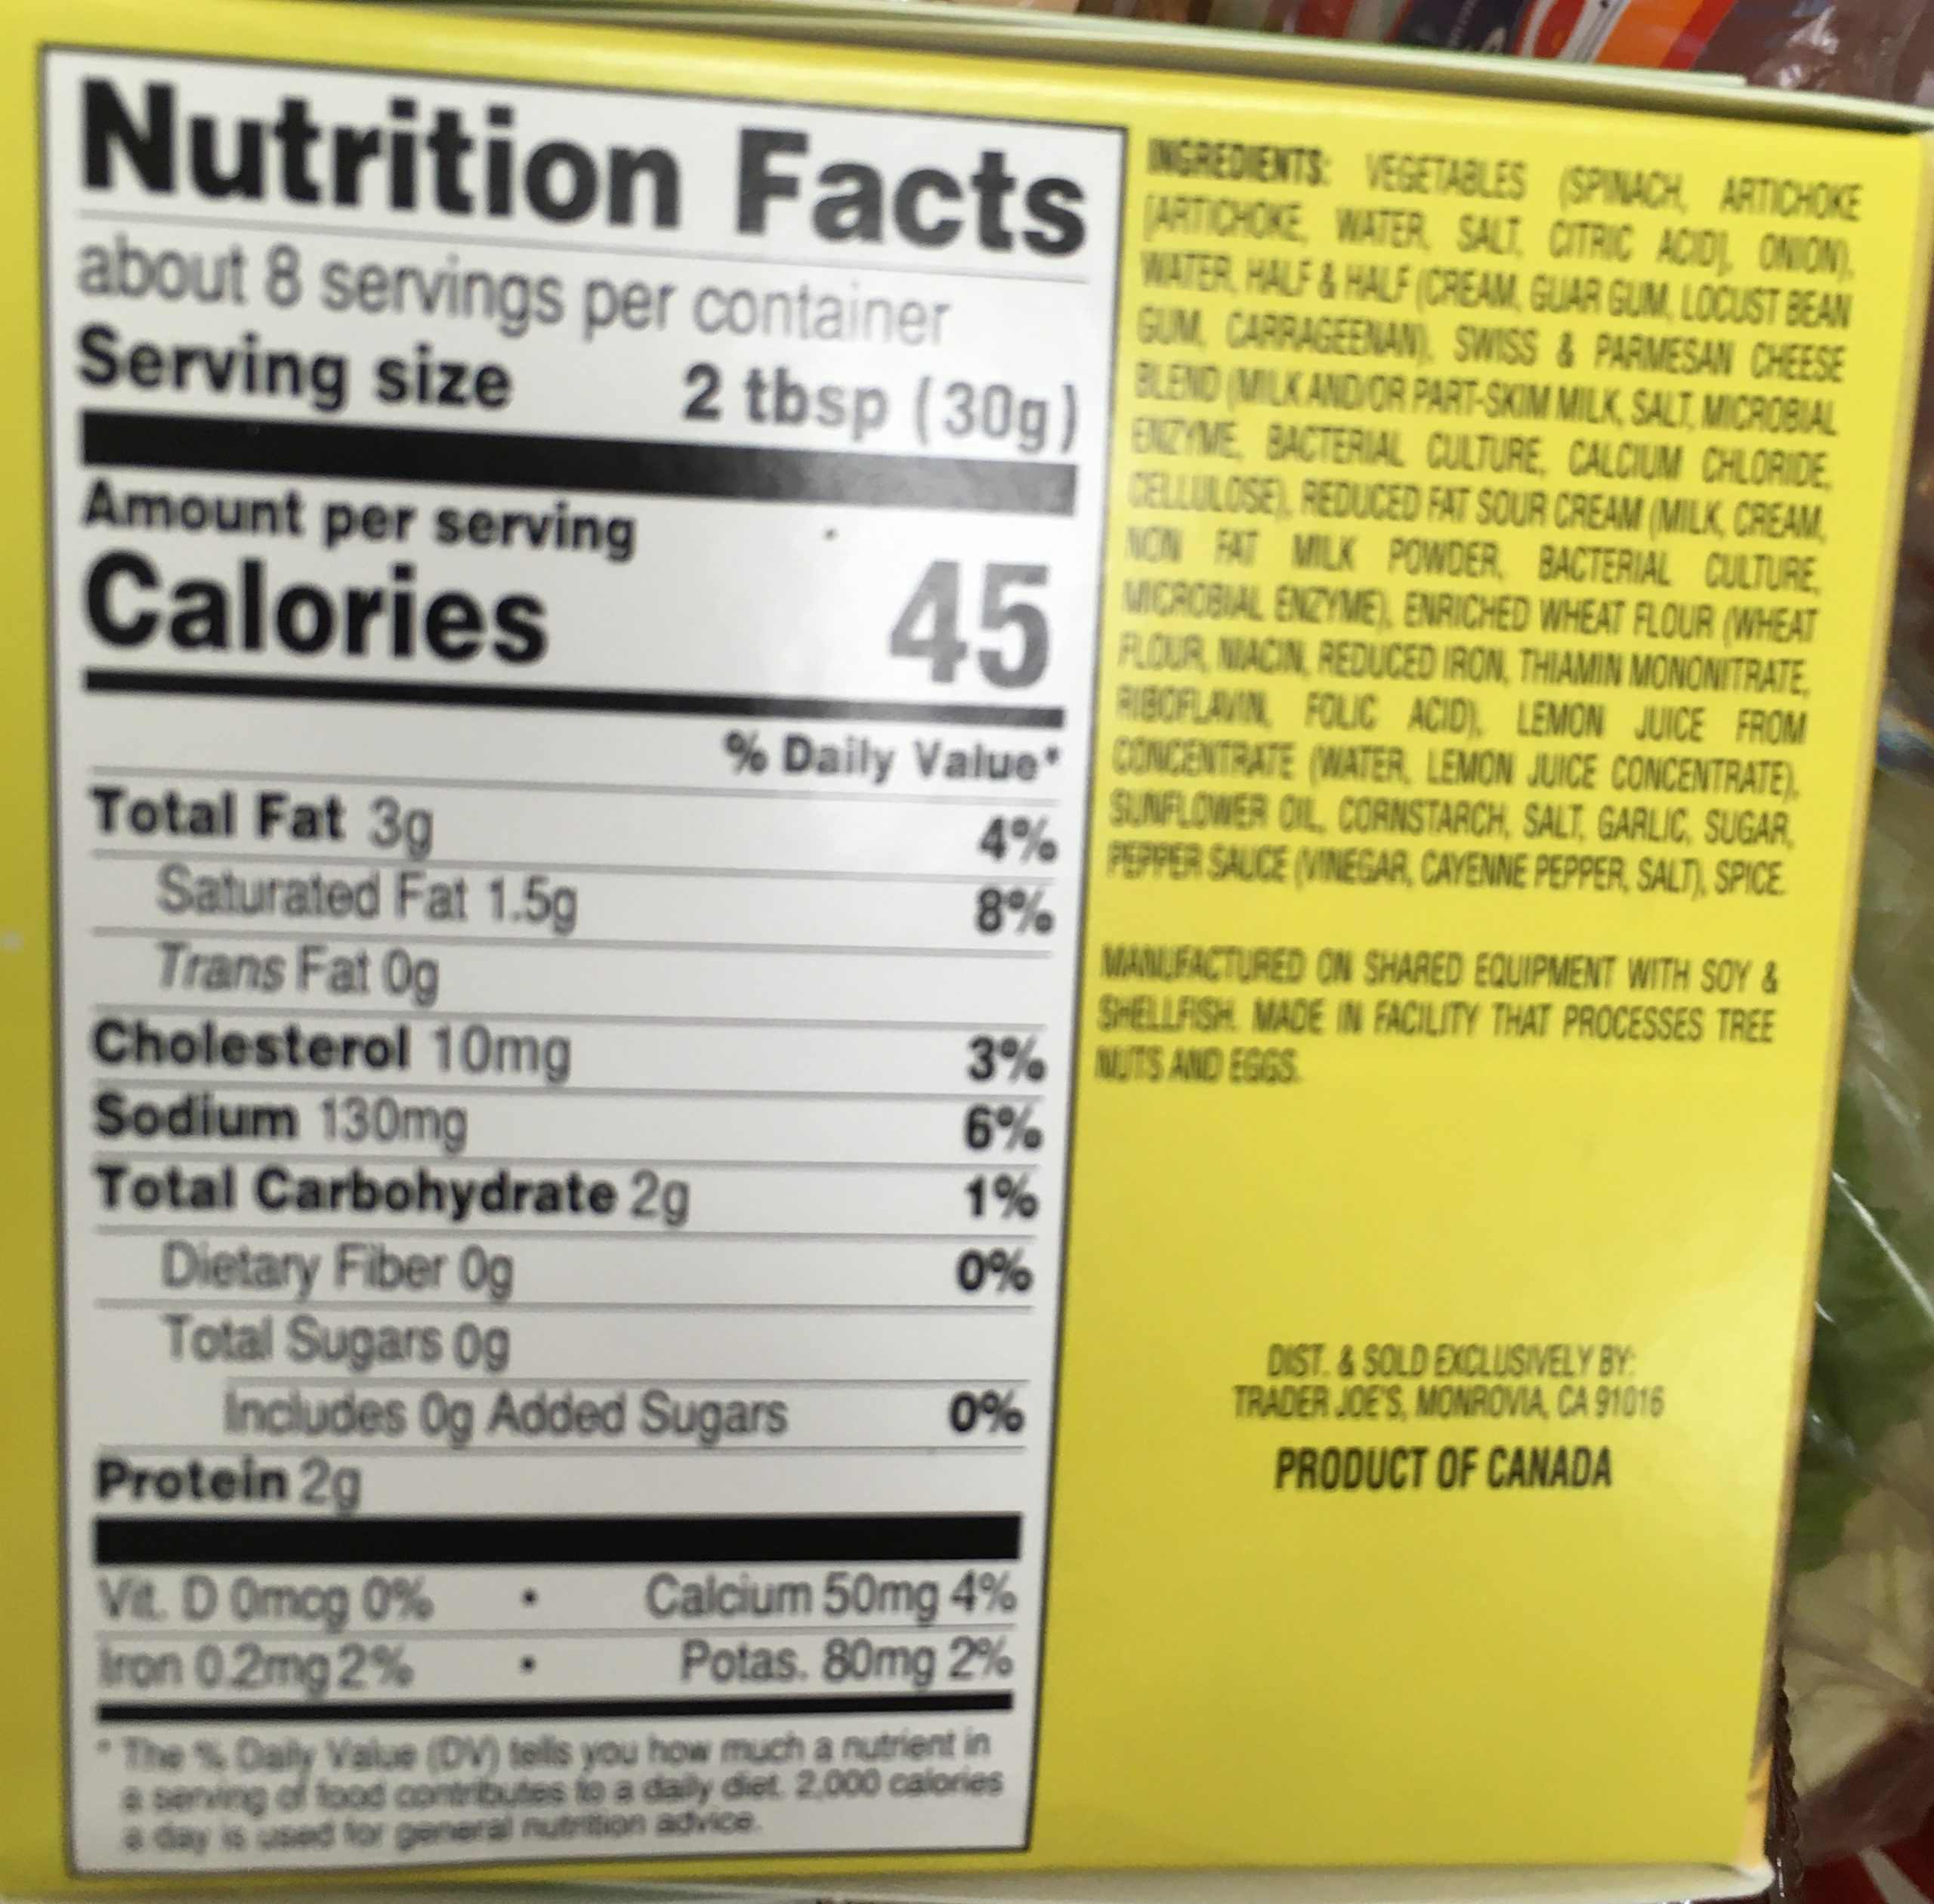 Nutrition Facts
about 8 servings per container
Serving size 2 tbsp (30g)
Amount per serving
Calories 45
% Daily Value*
Total Fat 3g 4%
Saturated Fat 1.5g 8%
Trans Fat 0g
Cholesterol 10mg 3%
Sodium 130mg 6%
Total Carbohydrate 2g 1%
Dietary Fiber 0g 0%
Total Sugars 0g
Includes 0g Added Sugars 0%
Protein 2g
Vit. D 0mcg 0% • Calcium 50mg 4%
Iron 0.2mg 2% • Potas. 80mg 2%
* The % Daily Value (DV) tells you how much a nutrient in
a serving of food contributes to a daily diet. 2,000 calories
a day is used for general nutrition advice.
INGREDIENTS: VEGETABLES (SPINACH, ARTICHOKE
[ARTICHOKE, WATER, SALT, CITRIC ACID], ONION),
WATER, HALF & HALF (CREAM, GUAR GUM, LOCUST BEAN
GUM, CARRAGEENAN), SWISS & PARMESAN CHEESE
BLEND (MILK AND/OR PART-SKIM MILK, SALT, MICROBIAL
ENZYME, BACTERIAL CULTURE, CALCIUM CHLORIDE,
CELLULOSE), REDUCED FAT SOUR CREAM (MILK, CREAM,
NON FAT MILK POWDER, BACTERIAL CULTURE,
MICROBIAL ENZYME), ENRICHED WHEAT FLOUR (WHEAT
FLOUR, NIACIN, REDUCED IRON, THIAMIN MONONITRATE,
RIBOFLAVIN, FOLIC ACID), LEMON JUICE FROM
CONCENTRATE (WATER, LEMON JUICE CONCENTRATE),
SUNFLOWER OIL, CORNSTARCH, SALT, GARLIC, SUGAR,
PEPPER SAUCE (VINEGAR, CAYENNE PEPPER, SALT), SPICE.
MANUFACTURED ON SHARED EQUIPMENT WITH SOY &
SHELLFISH. MADE IN FACILITY THAT PROCESSES TREE
NUTS AND EGGS.
DIST. & SOLD EXCLUSIVELY BY:
TRADER JOE'S, MONROVIA, CA 91016
PRODUCT OF CANADA